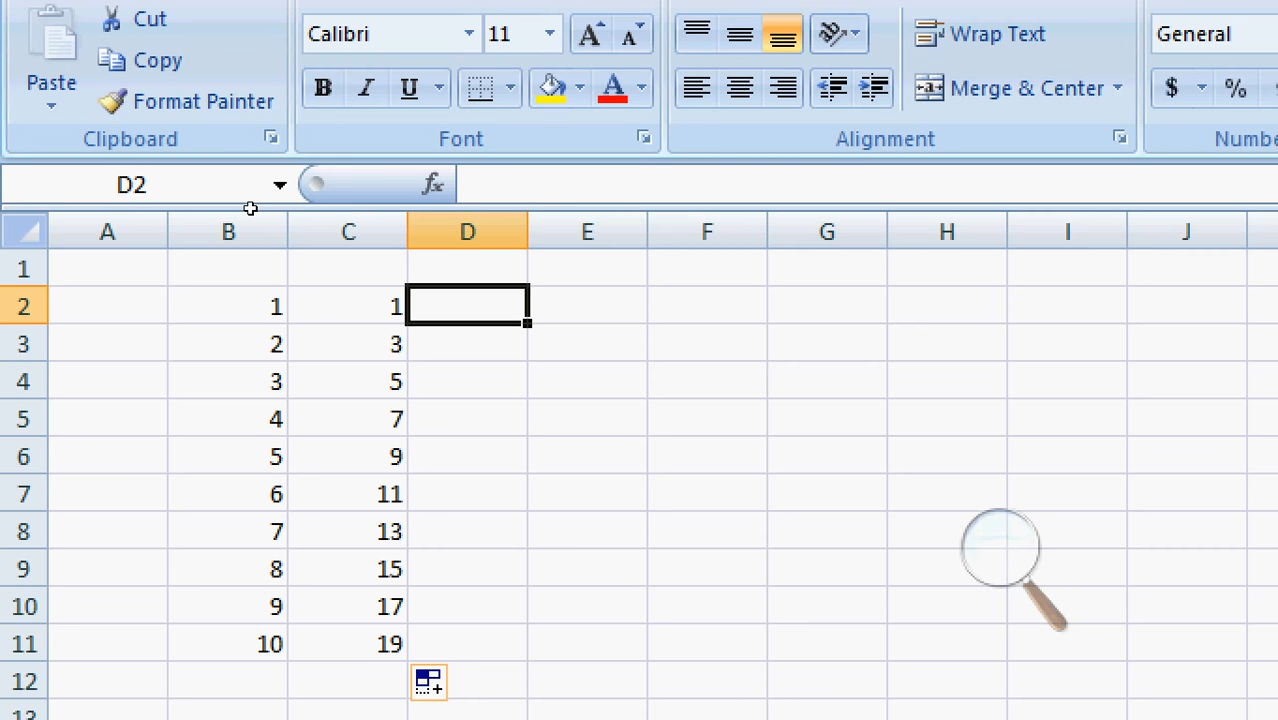 Cut
Calibri 11 A A Wrap Text General
Copy
Paste
Format Painter
B I U A Merge & Center $ %
Clipboard Font Alignment Numbe
D2 fx
A B C D E F G H I J
1
2 1 1
3 2 3
4 3 5
5 4 7
6 5 9
7 6 11
8 7 13
9 8 15
10 9 17
11 10 19
12
13